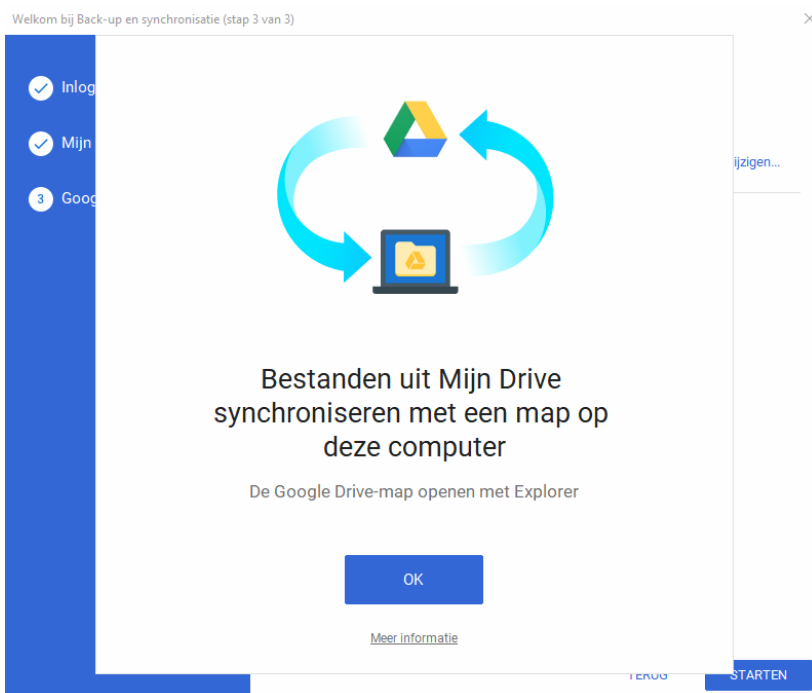 Welkom bij Back-up en synchronisatie (stap 3 van 3)
Inlog
Mijn
3 Goog
ijzigen...
Bestanden uit Mijn Drive
synchroniseren met een map op
deze computer
De Google Drive-map openen met Explorer
OK
Meer informatie
TERUG STARTEN